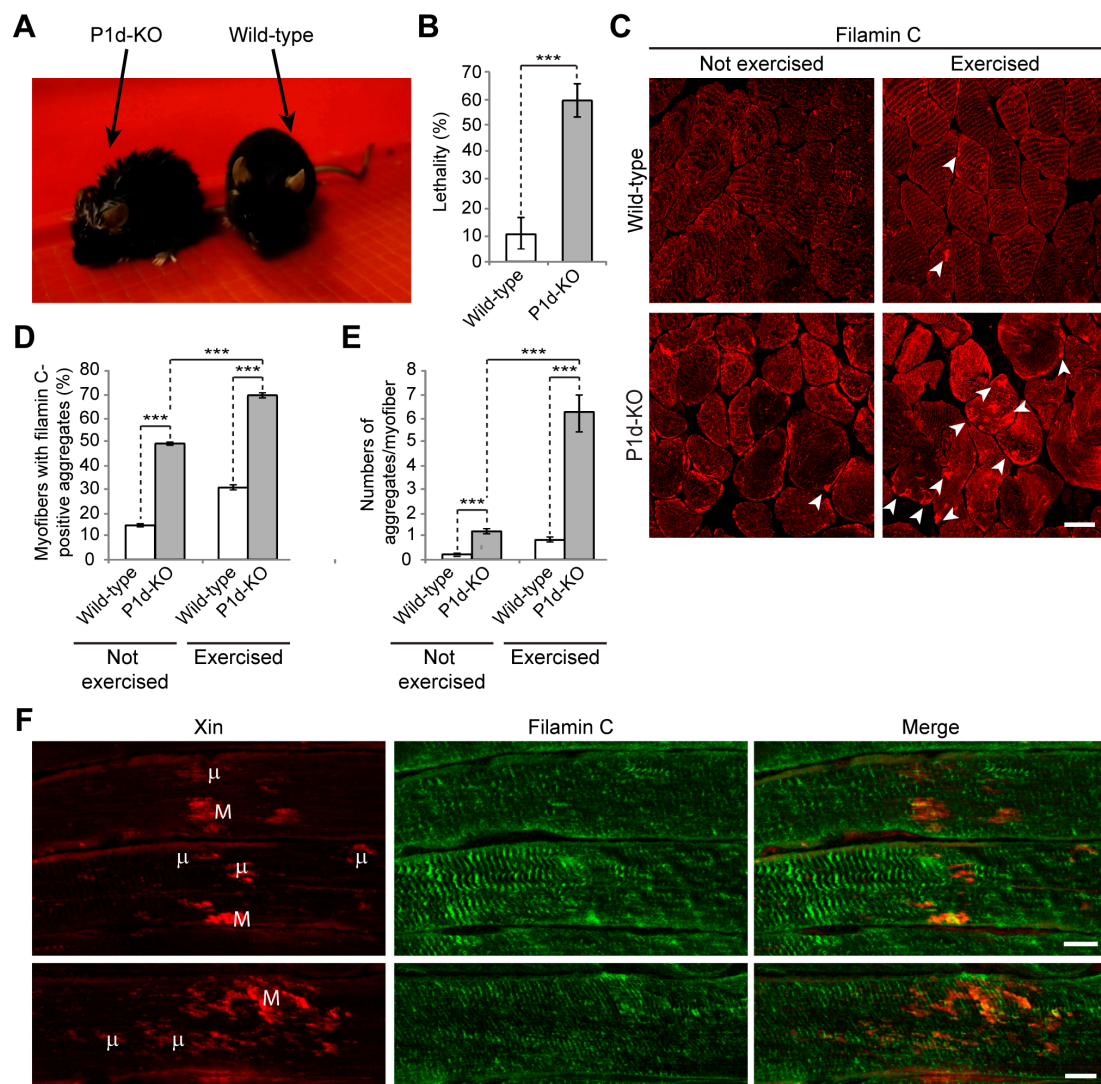 A
P1d-KO
Wild-type
B
Lethality (%)
70
60
50
40
30
20
10
0
***
Wild-type
P1d-KO
C
Filamin C
Not exercised
Exercised
Wild-type
P1d-KO
D
Myofibers with filamin C-
positive aggregates (%)
80
70
60
50
40
30
20
10
0
***
***
***
Wild-type
P1d-KO
Wild-type
P1d-KO
Not
exercised
Exercised
E
Numbers of
aggregates/myofiber
8
7
6
5
4
3
2
1
0
***
***
***
Wild-type
P1d-KO
Wild-type
P1d-KO
Not
exercised
Exercised
F
Xin
Filamin C
Merge
µ
M
µ
µ
µ
M
M
µ
µ